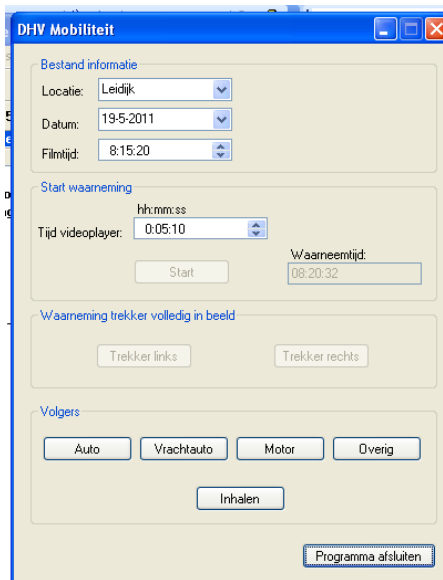 DHV Mobiliteit
Bestand informatie
Locatie: Leidijk
Datum: 19-5-2011
Filmtijd: 8:15:20
Start waarneming
hh:mm:ss
Tijd videoplayer: 0:05:10
Waarneemtijd:
Start 08:20:32
Waarneming trekker volledig in beeld
Trekker links Trekker rechts
Volgers
Auto Vrachtauto Motor Overig
Inhalen
Programma afsluiten